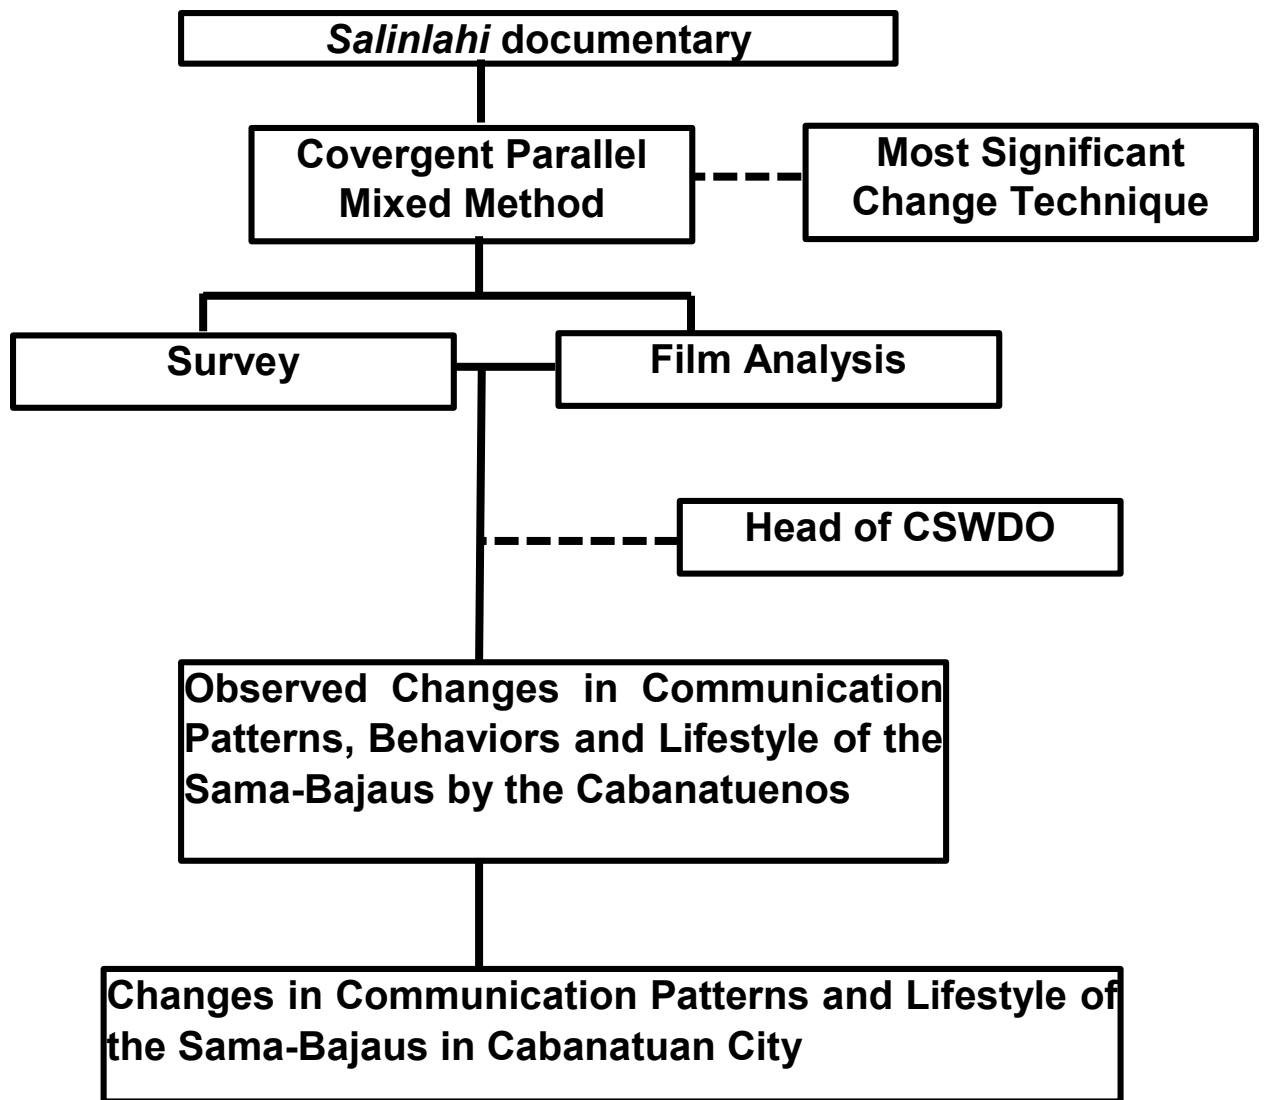 Salinlahi documentary
Covergent Parallel
Mixed Method
Most Significant
Change Technique
Survey
Film Analysis
Head of CSWDO
Observed Changes in Communication
Patterns, Behaviors and Lifestyle of the
Sama-Bajaus by the Cabanatuenos
Changes in Communication Patterns and Lifestyle of
the Sama-Bajaus in Cabanatuan City